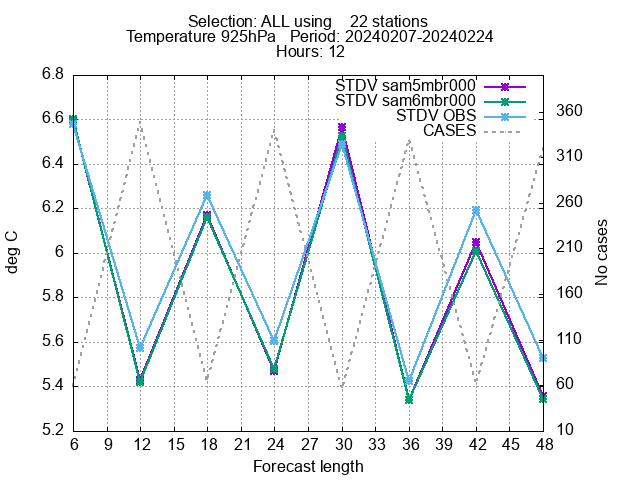 Selection: ALL using    22 stations
Temperature 925hPa   Period: 20240207-20240224
Hours: 12
STDV sam5mbr000
STDV sam6mbr000
STDV OBS
CASES
6.8
6.6
6.4
6.2
6
5.8
5.6
5.4
5.2
deg C
360
310
260
210
160
110
60
10
No cases
6 9 12 15 18 21 24 27 30 33 36 39 42 45 48
Forecast length